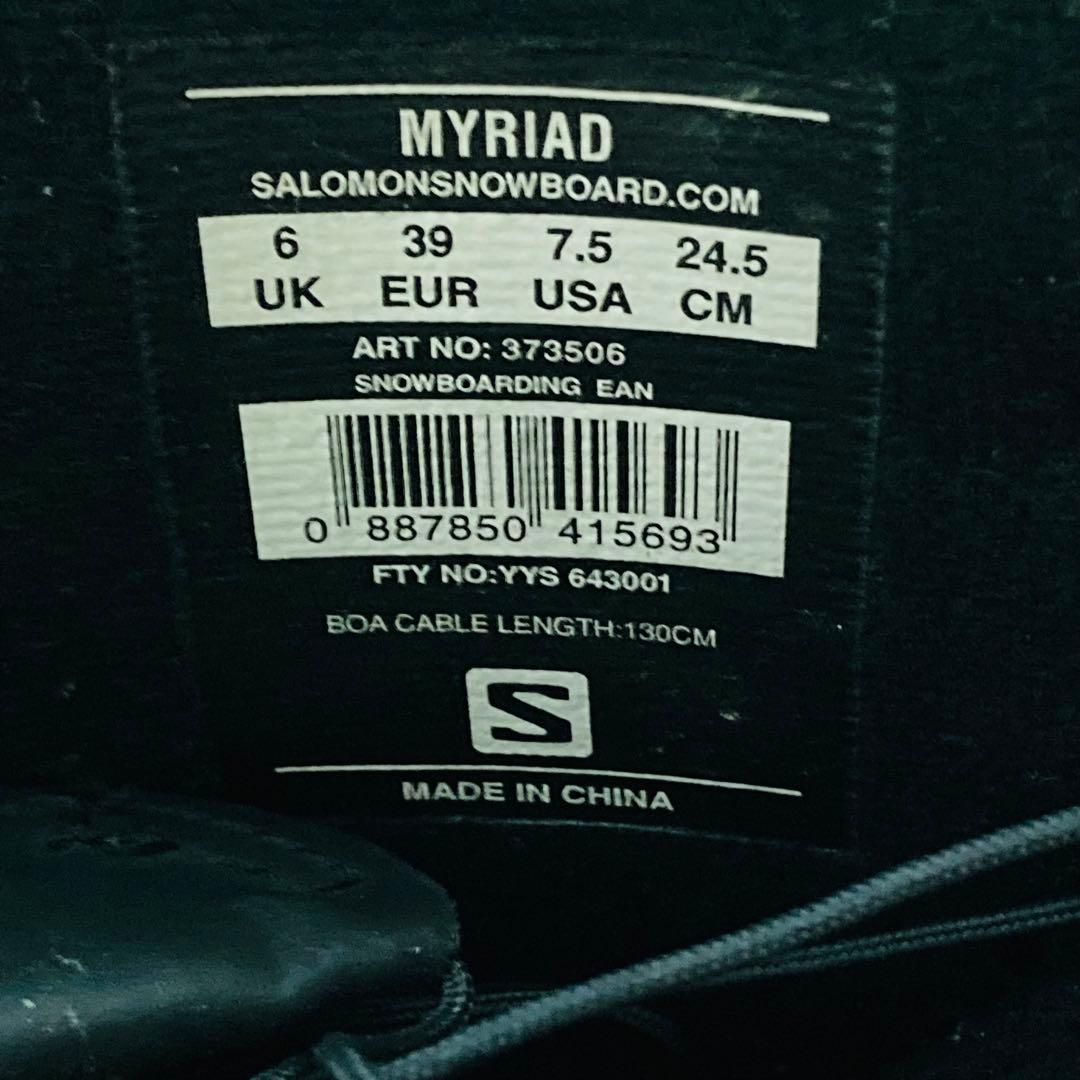 MYRIAD
SALOMONSNOWBOARD.COM
6 39 7.5 24.5
UK EUR USA CM
ART NO: 373506
SNOWBOARDING EAN
0 887850 415693
FTY NO:YYS 643001
BOA CABLE LENGTH:130CM
S
MADE IN CHINA